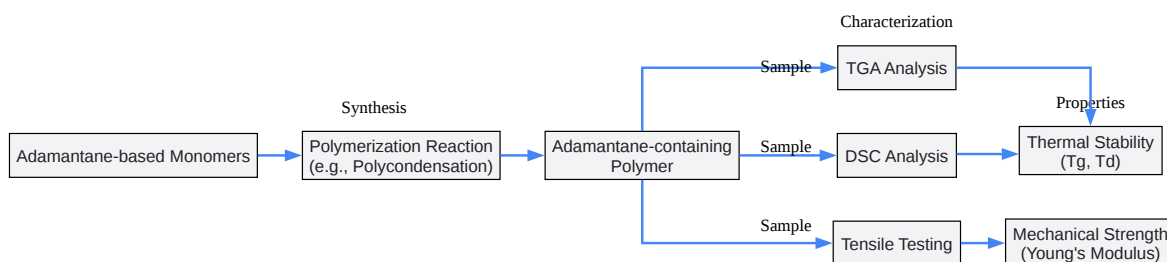 Characterization
Sample
TGA Analysis
Synthesis
Properties
Adamantane-based Monomers
Polymerization Reaction
(e.g., Polycondensation)
Adamantane-containing
Polymer
Sample
DSC Analysis
Thermal Stability
(Tg, Td)
Sample
Tensile Testing
Mechanical Strength
(Young's Modulus)